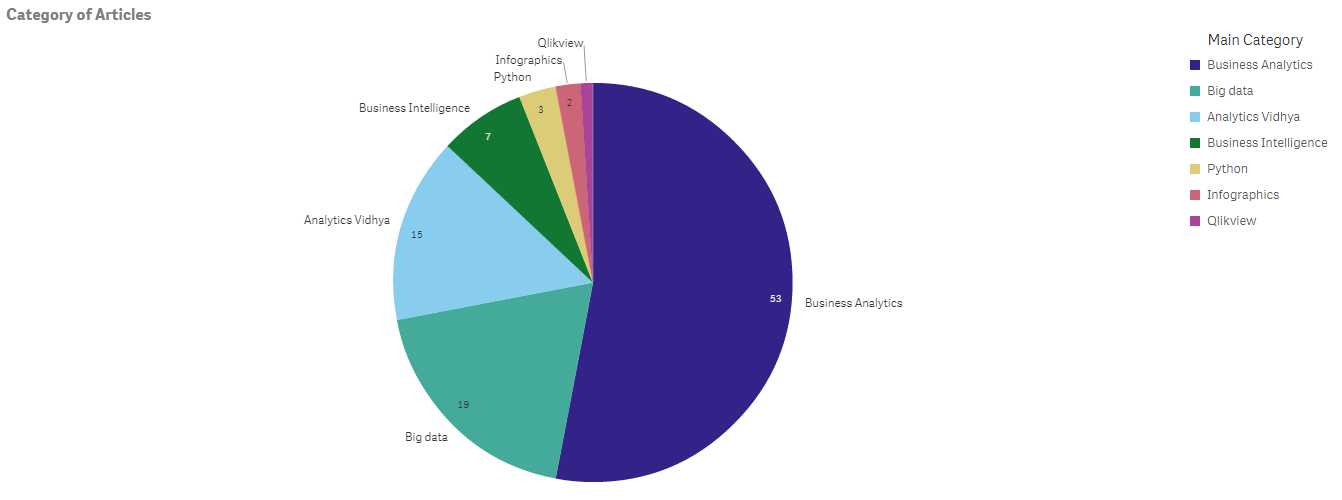 Category of Articles
Qlikview
Infographics
Python
Business Intelligence
3
2
7
Analytics Vidhya
15
53
Business Analytics
19
Big data
Main Category
Business Analytics
Big data
Analytics Vidhya
Business Intelligence
Python
Infographics
Qlikview